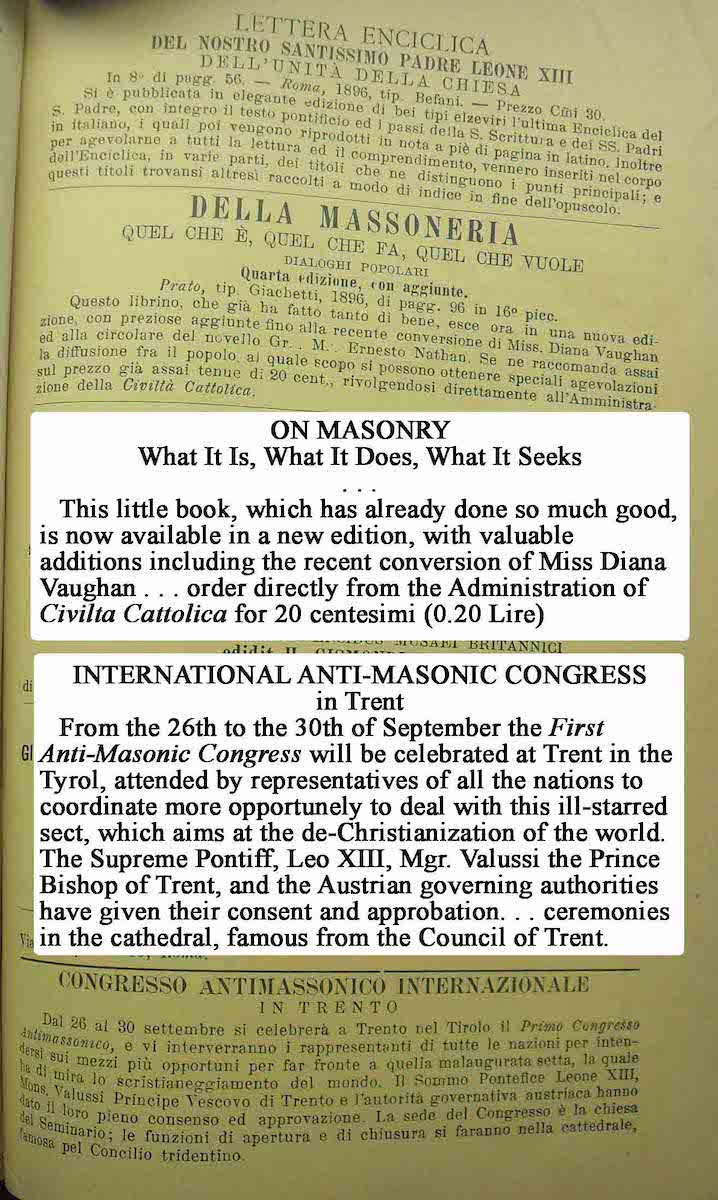 LETTERA ENCICLICA
DEL NOSTRO SANTISSIMO PADRE LEONE XIII
DELL'UNITÀ DELLA CHIESA
In 8º di pagg. 56. — Roma, 1896, tip. Befani. — Prezzo Cmi 30.
Si è pubblicata in elegante edizione di bei tipi elzeviri l'ultima Enciclica del
S. Padre, con integro il testo pontificio ed i passi della S. Scrittura e dei SS. Padri
in italiano, i quali poi vengono riprodotti in nota a piè di pagina in latino. Inoltre
per agevolarne a tutti la lettura ed il comprendimento, vennero inseriti nel corpo
dell'Enciclica, in varie parti, dei titoli che ne distinguono i punti principali; e
questi titoli trovansi altresì raccolti a modo di indice in fine dell'opuscolo.
DELLA MASSONERIA
QUEL CHE È, QUEL CHE FA, QUEL CHE VUOLE
DIALOGHI POPOLARI
Quarta edizione, con aggiunte.
Prato, tip. Giachetti, 1896, di pagg. 96 in 16º picc.
Questo librino, che già ha fatto tanto di bene, esce ora in una nuova edi-
zione, con preziose aggiunte fino alla recente conversione di Miss. Diana Vaughan
ed alla circolare del novello Gr∴ M∴ Ernesto Nathan. Se ne raccomanda assai
la diffusione fra il popolo, al quale scopo si possono ottenere speciali agevolazioni
sul prezzo già assai tenue di 20 cent., rivolgendosi direttamente all'Amministra-
zione della Civiltà Cattolica.
ON MASONRY
What It Is, What It Does, What It Seeks
. . .
This little book, which has already done so much good,
is now available in a new edition, with valuable
additions including the recent conversion of Miss Diana
Vaughan . . . order directly from the Administration of
Civilta Cattolica for 20 centesimi (0.20 Lire)
MUSAEI BRITANNICI
edidit
di
INTERNATIONAL ANTI-MASONIC CONGRESS
in Trent
From the 26th to the 30th of September the First
Anti-Masonic Congress will be celebrated at Trent in the
Tyrol, attended by representatives of all the nations to
coordinate more opportunely to deal with this ill-starred
sect, which aims at the de-Christianization of the world.
The Supreme Pontiff, Leo XIII, Mgr. Valussi the Prince
Bishop of Trent, and the Austrian governing authorities
have given their consent and approbation. . . ceremonies
in the cathedral, famous from the Council of Trent.
Via
CONGRESSO ANTIMASSONICO INTERNAZIONALE
IN TRENTO
Dal 26 al 30 settembre si celebrerà a Trento nel Tirolo il Primo Congresso
Antimassonico, e vi interverranno i rappresentanti di tutte le nazioni per inten-
dersi sui mezzi più opportuni per far fronte a quella malaugurata setta, la quale
ha di mira lo scristianeggiamento del mondo. Il Sommo Pontefice Leone XIII,
Mons. Valussi Principe Vescovo di Trento e l'autorità governativa austriaca hanno
dato il loro pieno consenso ed approvazione. La sede del Congresso è la chiesa
del Seminario; le funzioni di apertura e di chiusura si faranno nella cattedrale,
famosa pel Concilio tridentino.